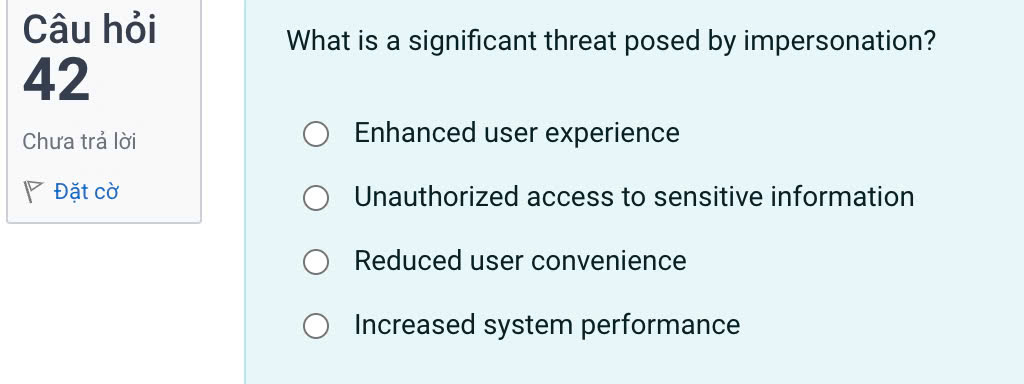 Câu hỏi
42
Chưa trả lời
Đặt cờ
What is a significant threat posed by impersonation?
Enhanced user experience
Unauthorized access to sensitive information
Reduced user convenience
Increased system performance